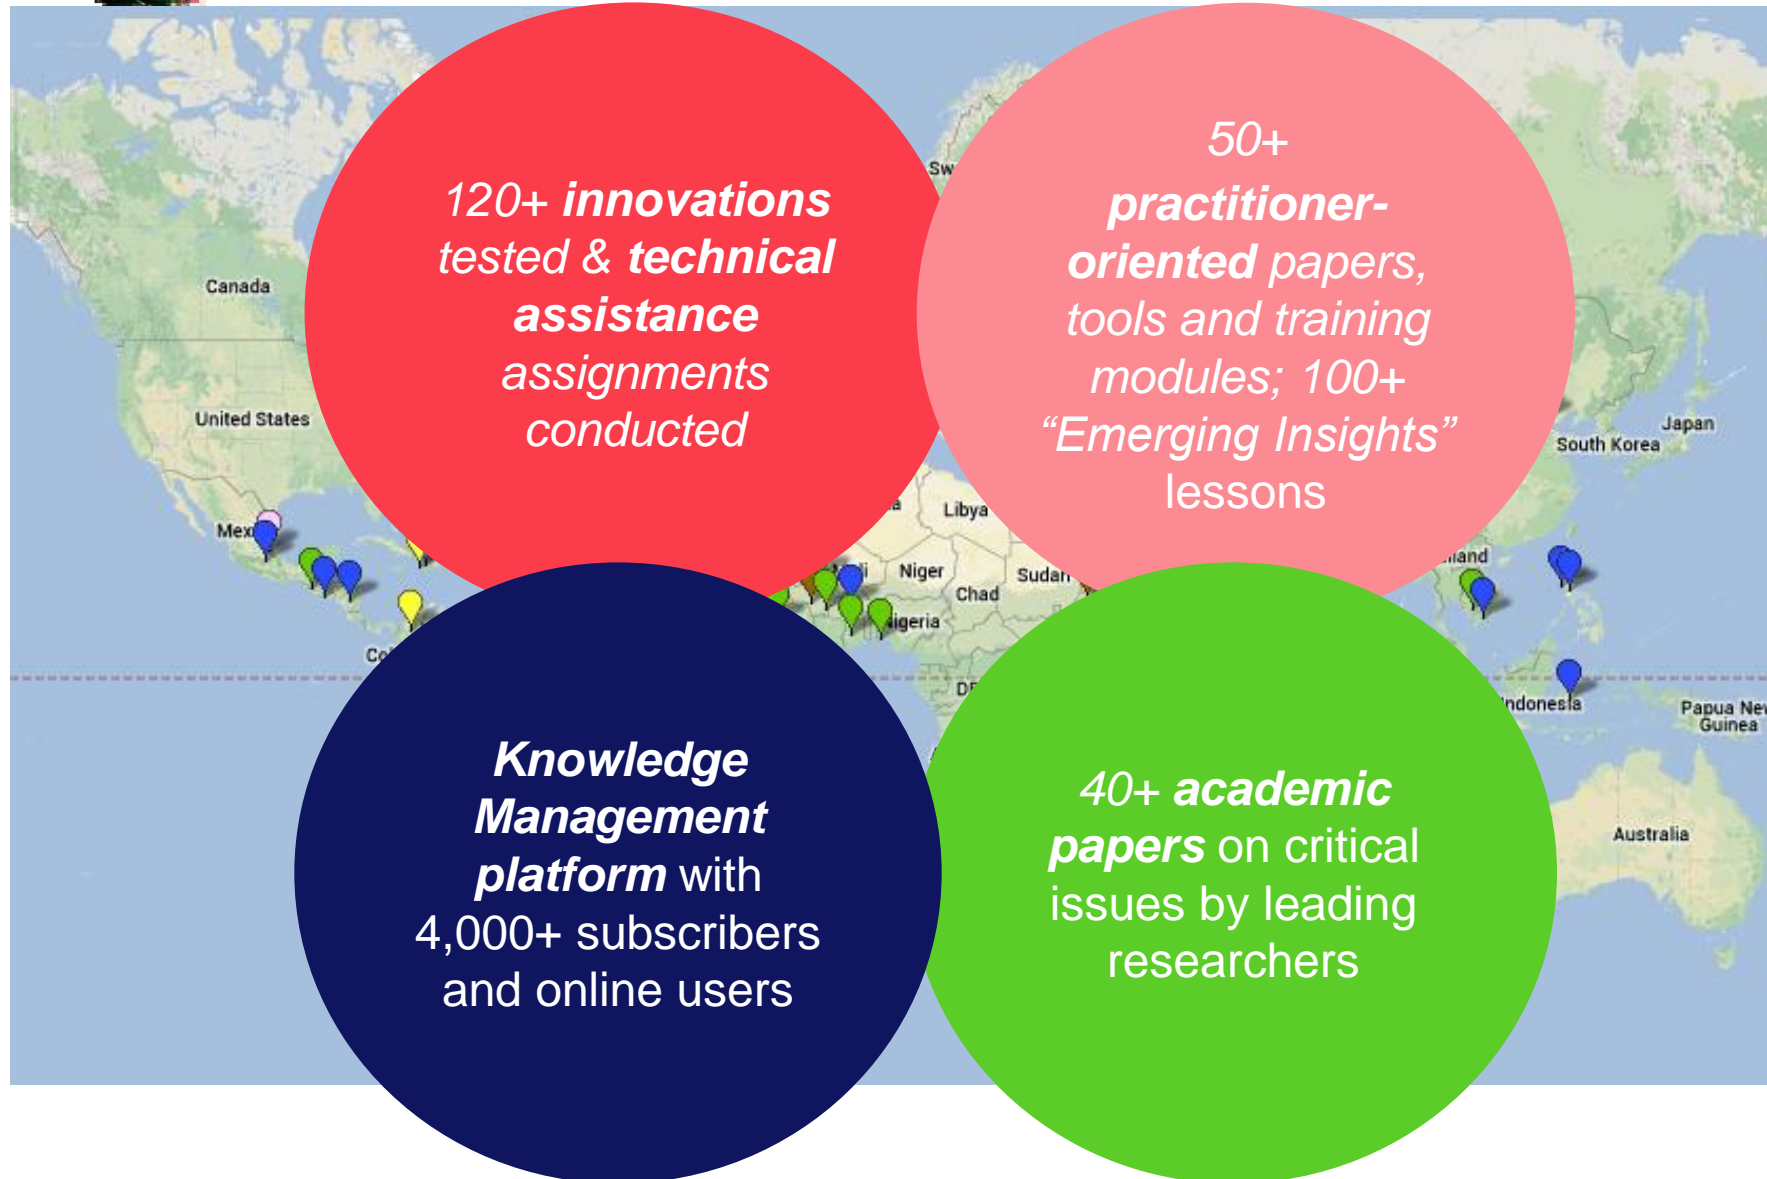 120+ innovations
tested & technical
assistance
assignments
conducted
50+
practitioner-
oriented papers,
tools and training
modules; 100+
“Emerging Insights”
lessons
Knowledge
Management
platform with
4,000+ subscribers
and online users
40+ academic
papers on critical
issues by leading
researchers
Canada
United States
Japan
South Korea
Libya
Niger
Sudan
Chad
Papua New
Guinea
Australia